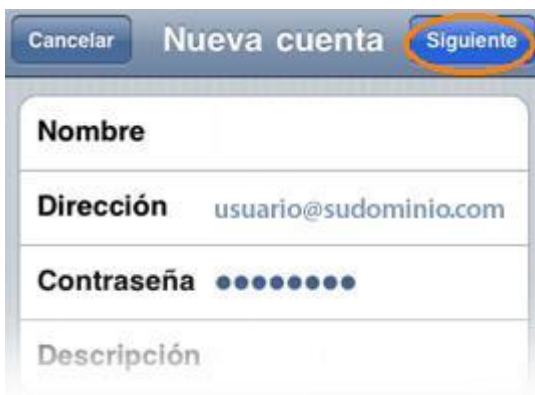 Cancelar Nueva cuenta Siguiente
Nombre
Dirección usuario@sudominio.com
Contraseña ●●●●●●●●
Descripción